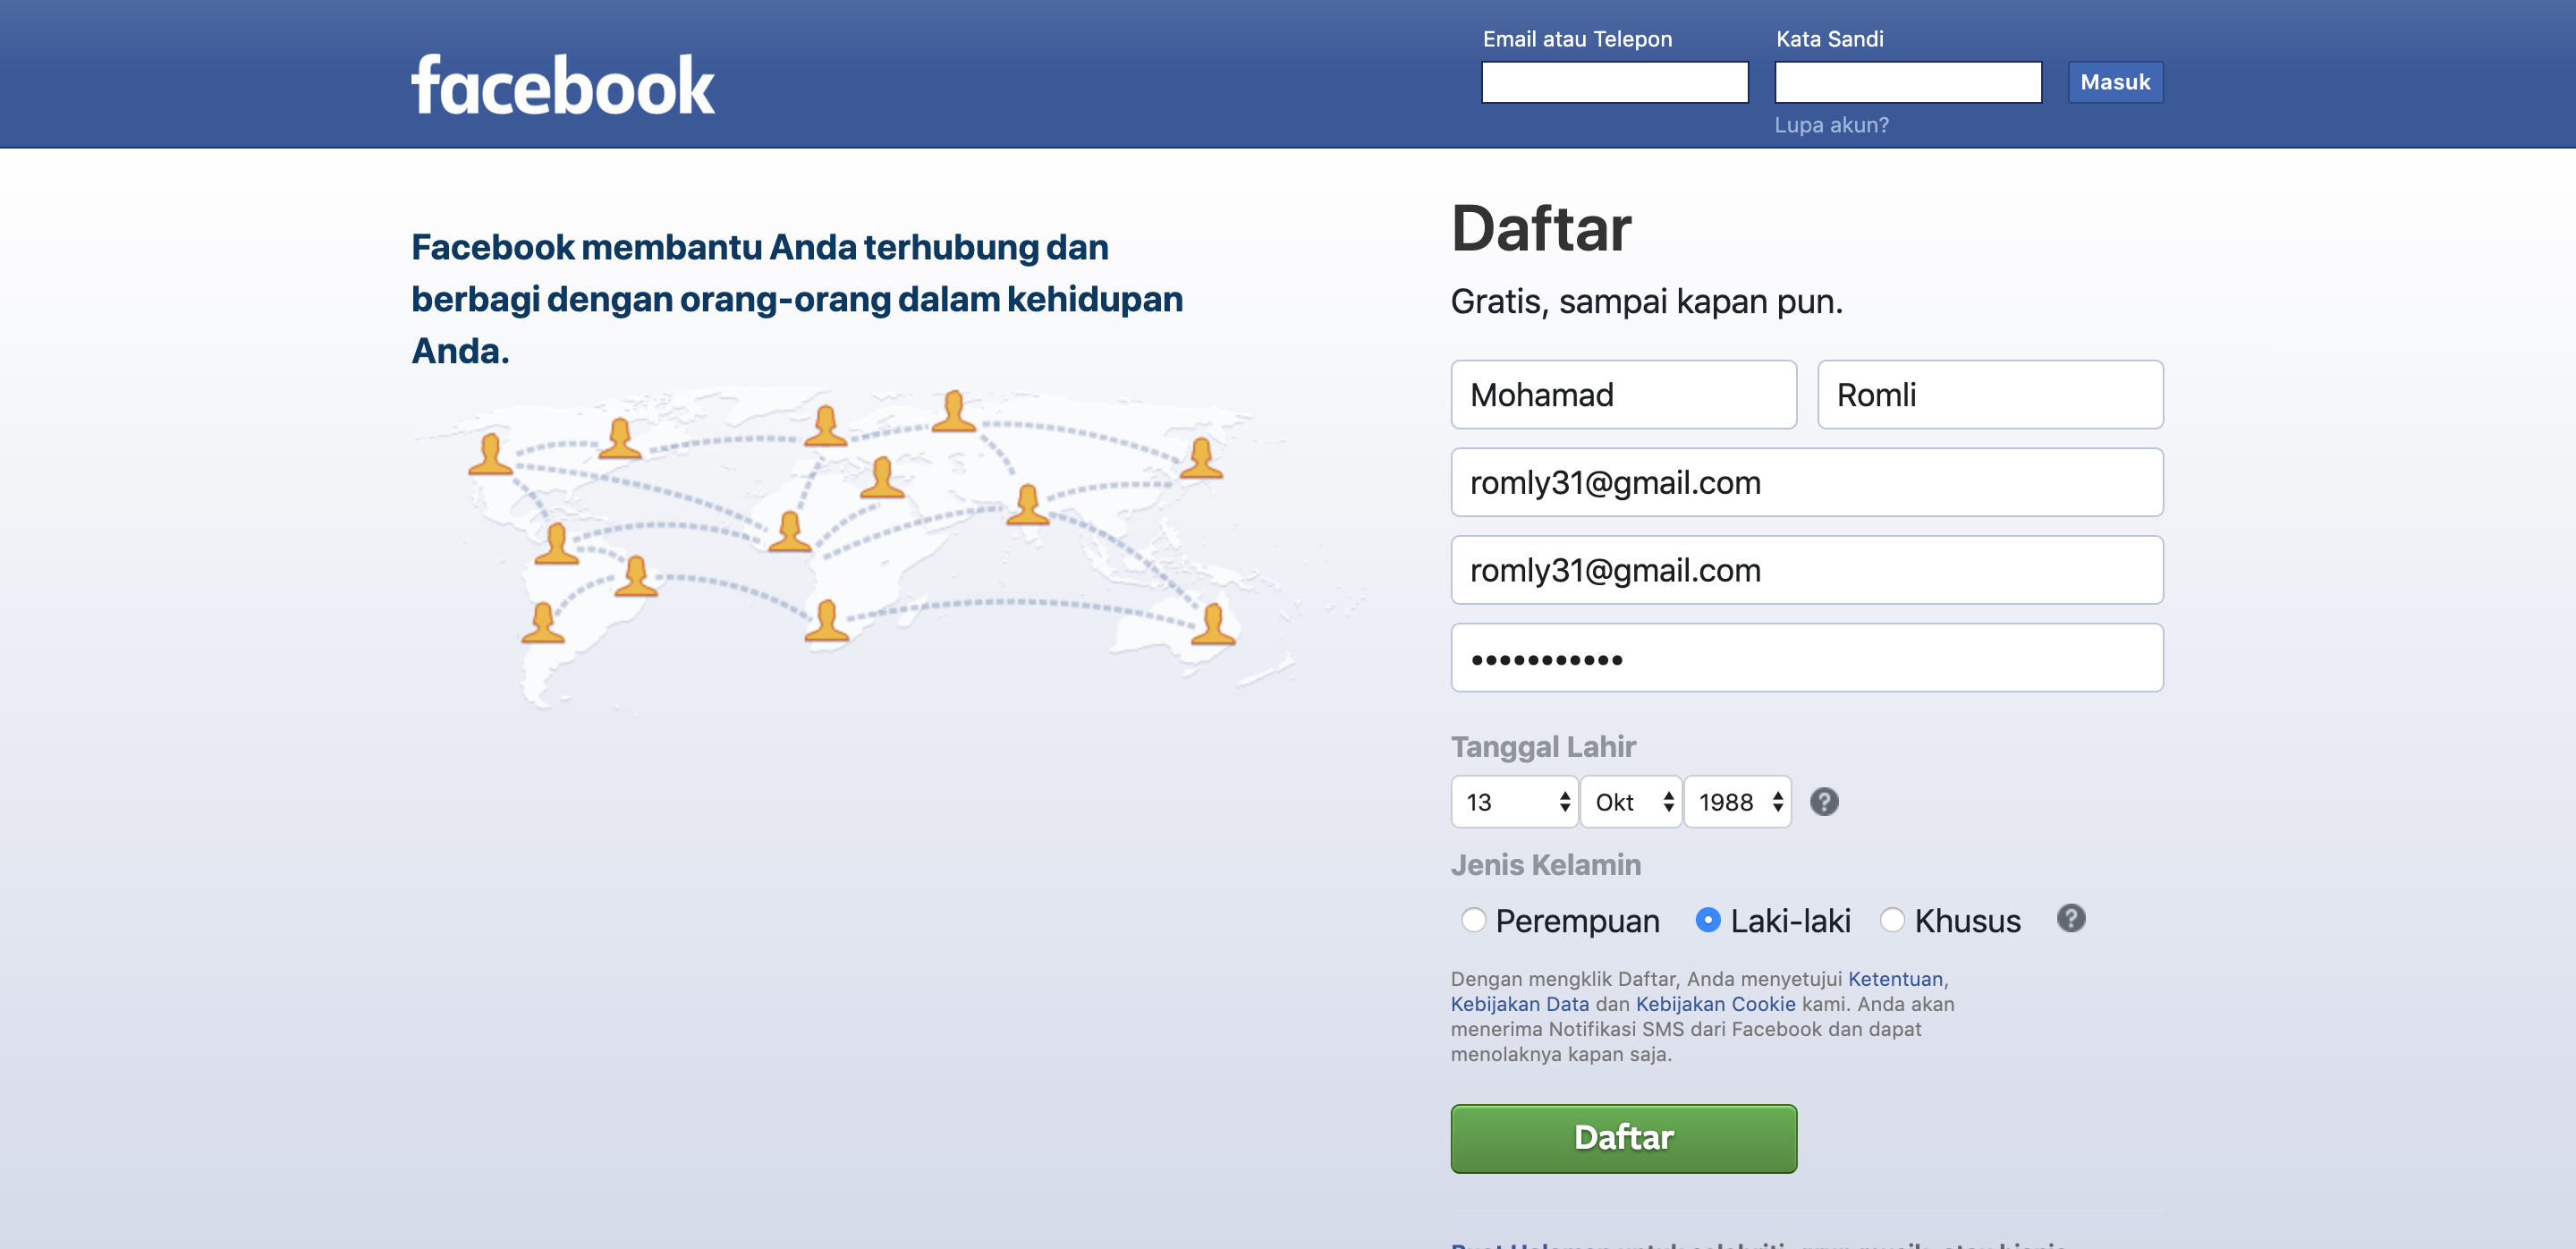 facebook
Email atau Telepon
Kata Sandi
Masuk
Lupa akun?
Facebook membantu Anda terhubung dan
berbagi dengan orang-orang dalam kehidupan
Anda.
Daftar
Gratis, sampai kapan pun.
Mohamad
Romli
romly31@gmail.com
romly31@gmail.com
Tanggal Lahir
13 Okt 1988
Jenis Kelamin
Perempuan Laki-laki Khusus
Dengan mengklik Daftar, Anda menyetujui Ketentuan,
Kebijakan Data dan Kebijakan Cookie kami. Anda akan
menerima Notifikasi SMS dari Facebook dan dapat
menolaknya kapan saja.
Daftar